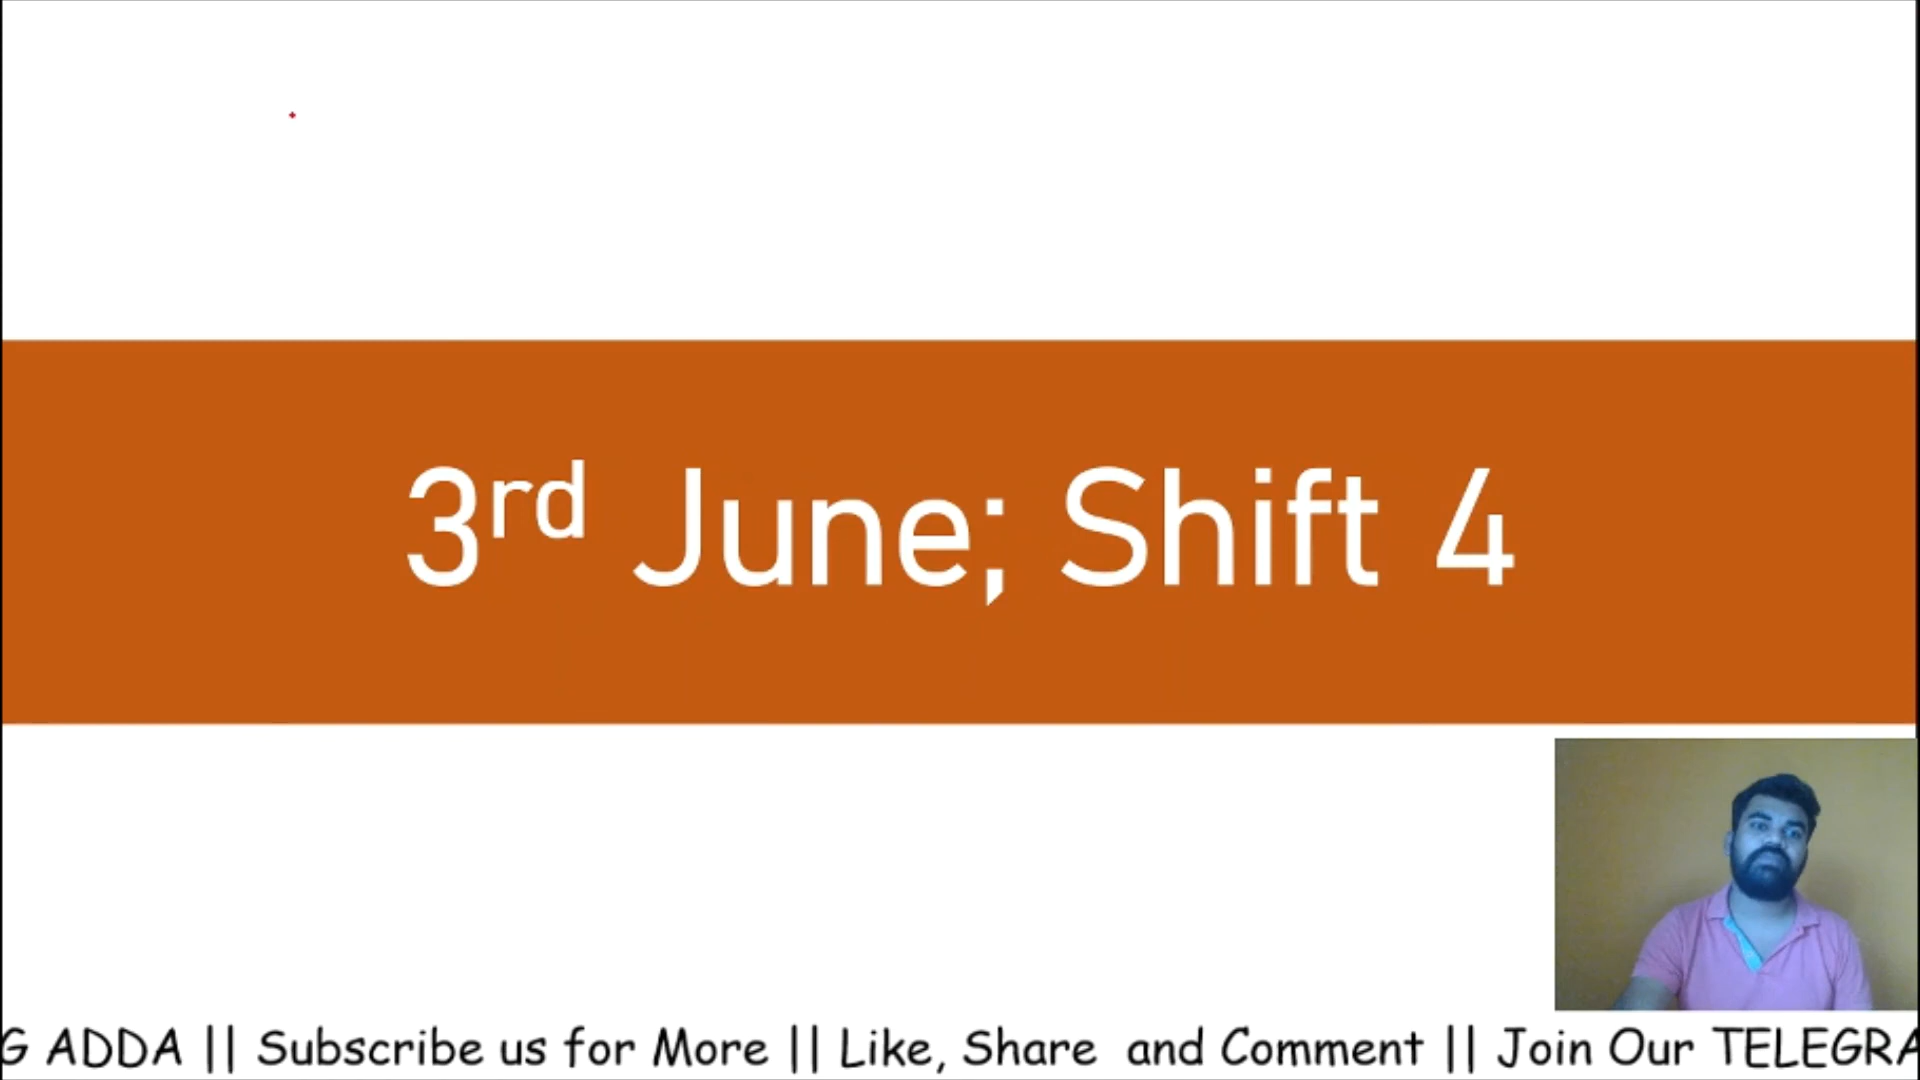 3rd June; Shift 4
G ADDA || Subscribe us for More || Like, Share and Comment || Join Our TELEGRA